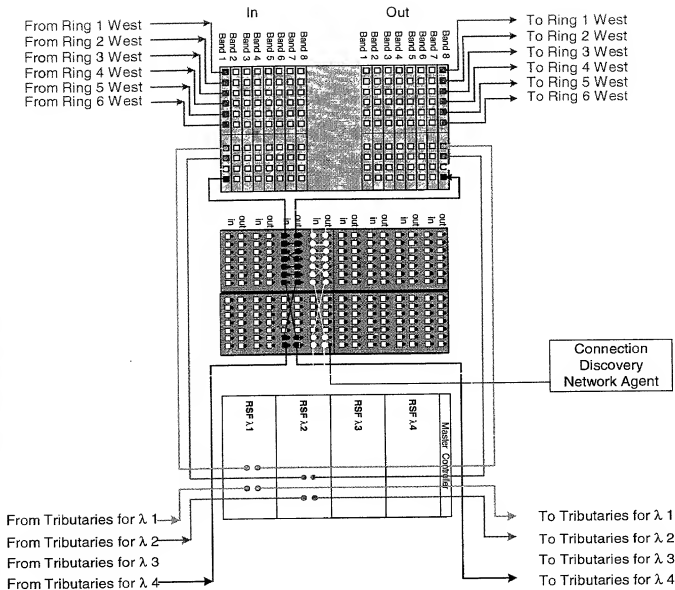 In Out
From Ring 1 West
From Ring 2 West
From Ring 3 West
From Ring 4 West
From Ring 5 West
From Ring 6 West
Band 1
Band 2
Band 3
Band 4
Band 5
Band 6
Band 7
Band 8
Band 1
Band 2
Band 3
Band 4
Band 5
Band 6
Band 7
Band 8
To Ring 1 West
To Ring 2 West
To Ring 3 West
To Ring 4 West
To Ring 5 West
To Ring 6 West
in out in out in out in out in out in out in out in out
Connection
Discovery
Network Agent
RSF λ1
RSF λ2
RSF λ3
RSF λ4
Master Controller
From Tributaries for λ 1
From Tributaries for λ 2
From Tributaries for λ 3
From Tributaries for λ 4
To Tributaries for λ 1
To Tributaries for λ 2
To Tributaries for λ 3
To Tributaries for λ 4